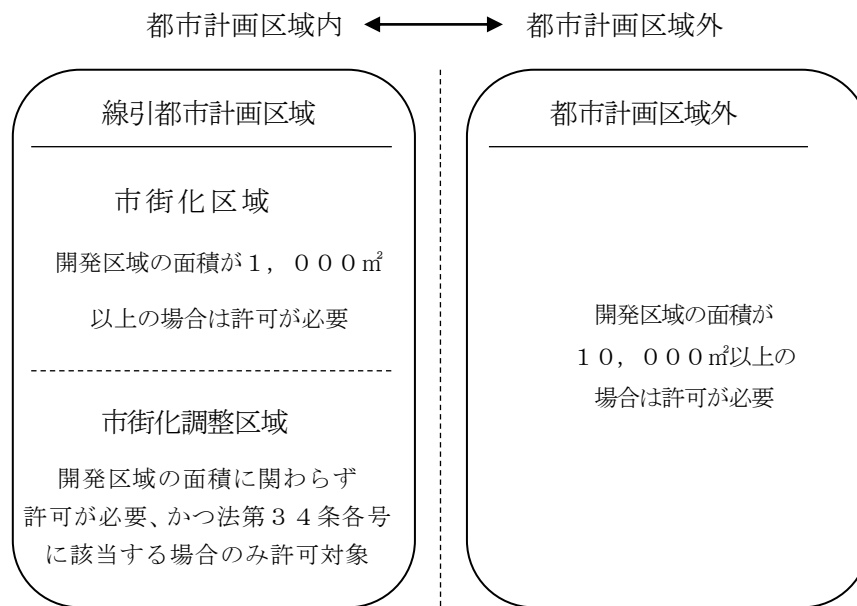 都市計画区域内 都市計画区域外
線引都市計画区域
市街化区域
開発区域の面積が１，０００㎡
以上の場合は許可が必要
市街化調整区域
開発区域の面積に関わらず
許可が必要、かつ法第３４条各号
に該当する場合のみ許可対象
都市計画区域外
開発区域の面積が
１０，０００㎡以上の
場合は許可が必要